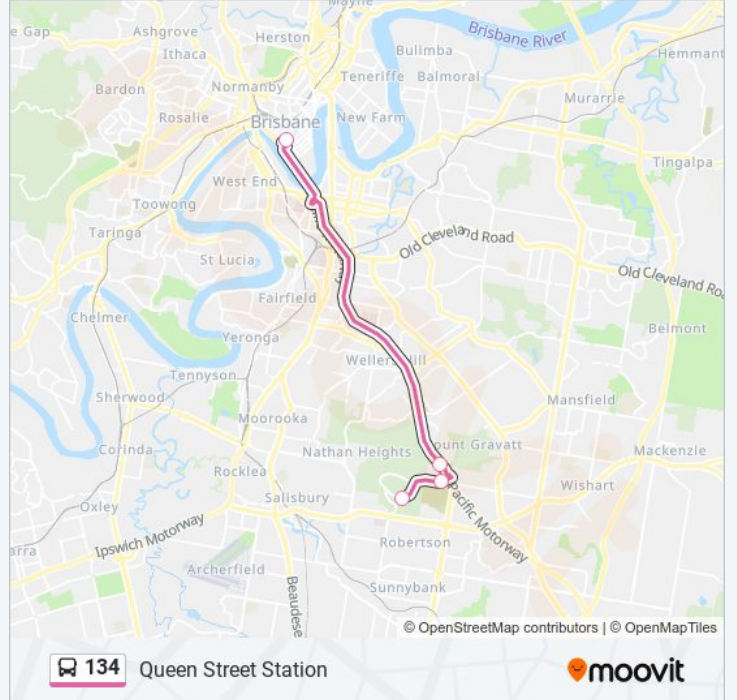 Mayne
e Gap
Ashgrove
Herston
Brisbane River
Ithaca
Bulimba
Hemmant
Teneriffe
Balmoral
Bardon
Normanby
Murarrie
Rosalie
Brisbane
New Farm
Tingalpa
West End
Toowong
Taringa
Old Cleveland Road
St Lucia
Old Cleveland Roa
Fairfield
Chelmer
Yeronga
Belmont
Wellers Hill
Tennyson
Sherwood
Mansfield
Moorooka
Corinda
Nathan Heights
ount Gravatt
Mackenzie
Rocklea
Wishart
Salisbury
Oxley
Pacific Motorway
arra
Ipswich Motorway
Robertson
Archerfield
Sunnybank
Beaudese
© OpenStreetMap contributors | © OpenMapTiles
134 Queen Street Station
moovit